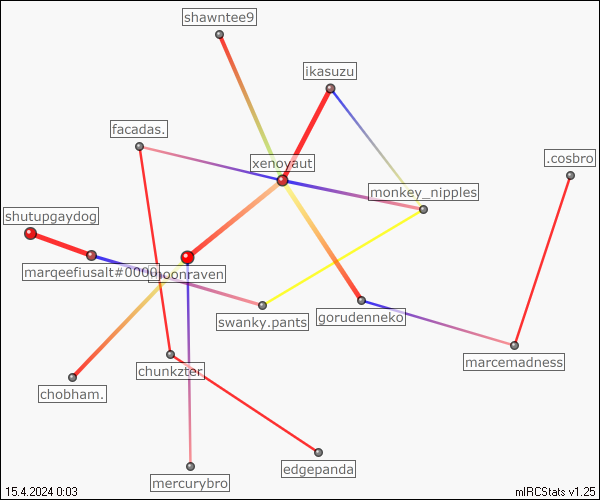 shawntee9
ikasuzu
facadas.
xenoyaut
.cosbro
monkey_nipples
shutupgaydog
marqeefiusalt#0000
moonraven
swanky.pants
gorudenneko
marcemadness
chunkzter
chobham.
edgepanda
mercurybro
15.4.2024 0:03
mIRCStats v1.25